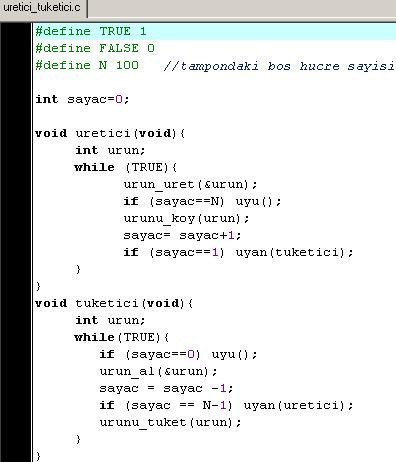 uretici_tuketici.c
#define TRUE 1
#define FALSE 0
#define N 100   //tampondaki bos hucre sayisi
int sayac=0;
void uretici(void){
int urun;
while (TRUE){
urun_uret(&urun);
if (sayac==N) uyu();
urunu_koy(urun);
sayac= sayac+1;
if (sayac==1) uyan(tuketici);
}
}
void tuketici(void){
int urun;
while(TRUE){
if (sayac==0) uyu();
urun_al(&urun);
sayac = sayac -1;
if (sayac == N-1) uyan(uretici);
urunu_tuket(urun);
}
}